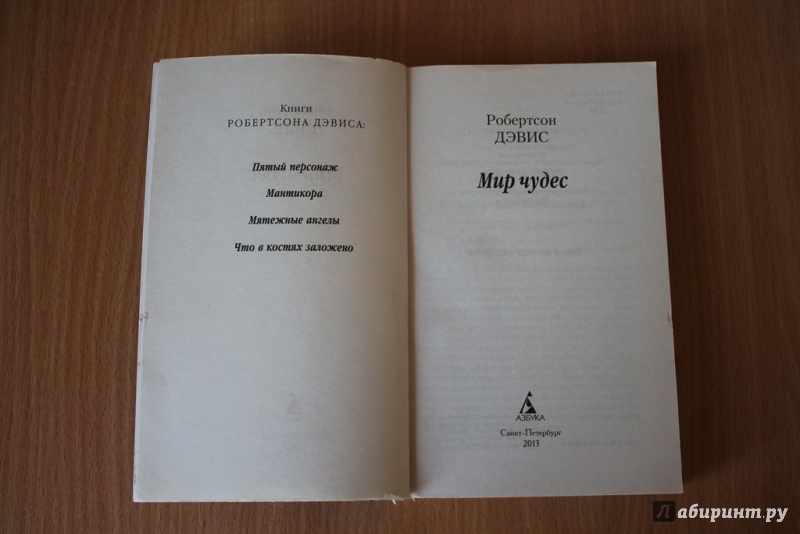 Книги
РОБЕРТСОНА ДЭВИСА:
Пятый персонаж
Мантикора
Мятежные ангелы
Что в костях заложено
Робертсон
ДЭВИС
Мир чудес
АЗБУКА
Санкт-Петербург
2013
Лабиринт.ру